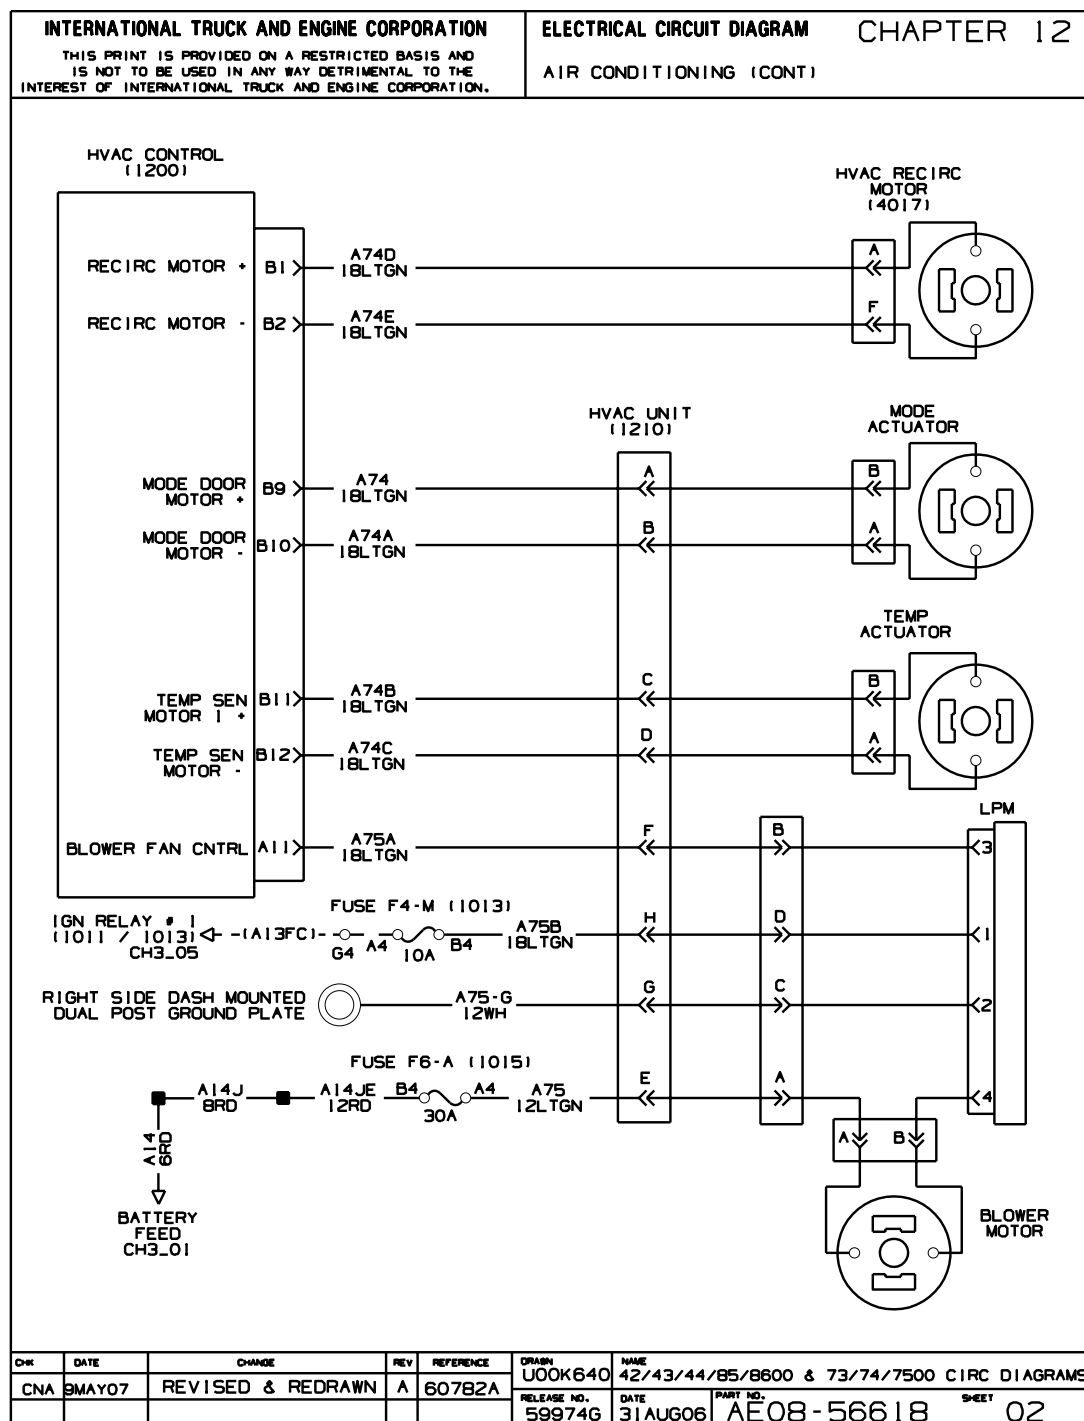 INTERNATIONAL TRUCK AND ENGINE CORPORATION
THIS PRINT IS PROVIDED ON A RESTRICTED BASIS AND
IS NOT TO BE USED IN ANY WAY DETRIMENTAL TO THE
INTEREST OF INTERNATIONAL TRUCK AND ENGINE CORPORATION.
ELECTRICAL CIRCUIT DIAGRAM
CHAPTER 12
AIR CONDITIONING (CONT)
HVAC CONTROL
(1200)
HVAC RECIRC
MOTOR
(4017)
RECIRC MOTOR +
B1
A74D
18LTGN
A
RECIRC MOTOR -
B2
A74E
18LTGN
F
HVAC UNIT
(1210)
MODE
ACTUATOR
MODE DOOR
MOTOR +
B9
A74
18LTGN
A
B
MODE DOOR
MOTOR -
B10
A74A
18LTGN
B
A
TEMP
ACTUATOR
TEMP SEN
MOTOR 1 +
B11
A74B
18LTGN
C
B
TEMP SEN
MOTOR -
B12
A74C
18LTGN
D
A
LPM
BLOWER FAN CNTRL
A11
A75A
18LTGN
F
B
3
FUSE F4-M (1013)
IGN RELAY # 1
(1011 / 1013)
CH3_05
-(A13FC)-
G4
A4
10A
B4
A75B
18LTGN
H
D
1
RIGHT SIDE DASH MOUNTED
DUAL POST GROUND PLATE
A75-G
12WH
G
C
2
FUSE F6-A (1015)
A14J
8RD
A14JE
12RD
B4
30A
A4
A75
12LTGN
E
A
4
A14
6RD
A
B
BATTERY
FEED
CH3_01
BLOWER
MOTOR
CHK
DATE
CHANGE
REV
REFERENCE
DRAWN
U00K640
NAME
42/43/44/85/8600 & 73/74/7500 CIRC DIAGRAMS
CNA
9MAY07
REVISED & REDRAWN
A
60782A
RELEASE NO.
59974G
DATE
31AUG06
PART NO.
AE08-56618
SHEET
02